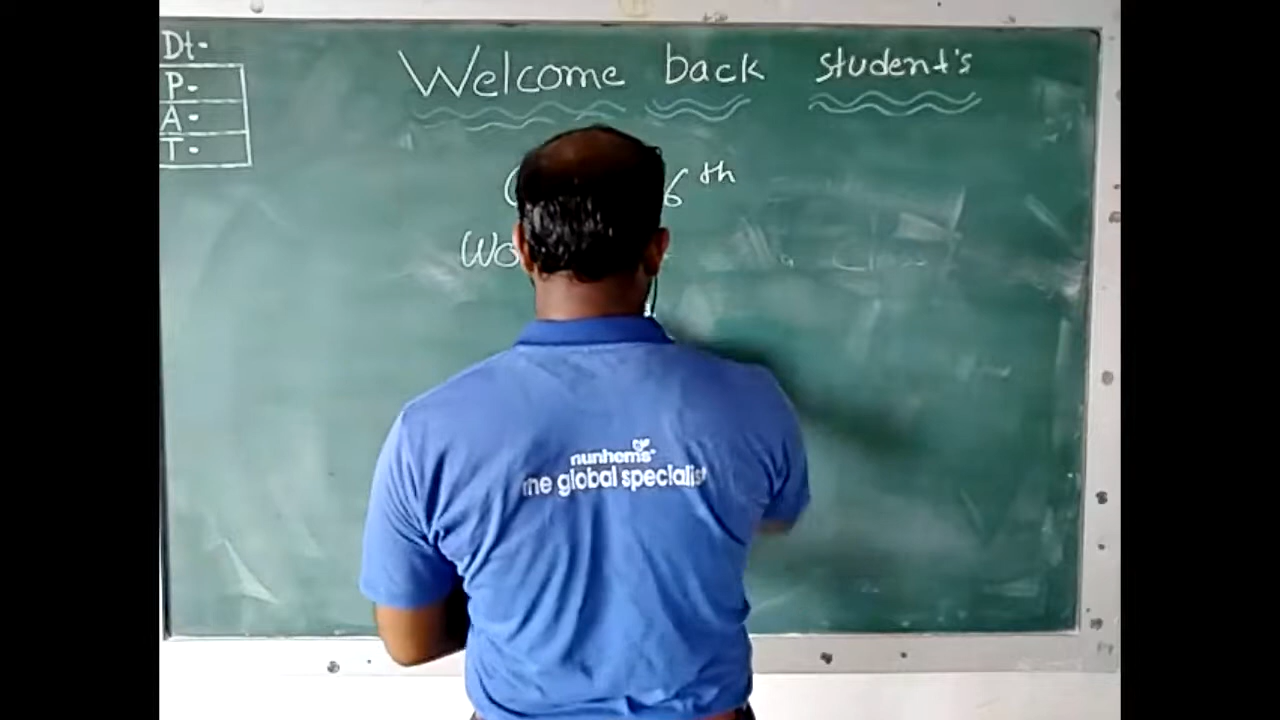 Dt-
P-
A-
T-
Welcome back student's
6th
nunhems
the global specialist